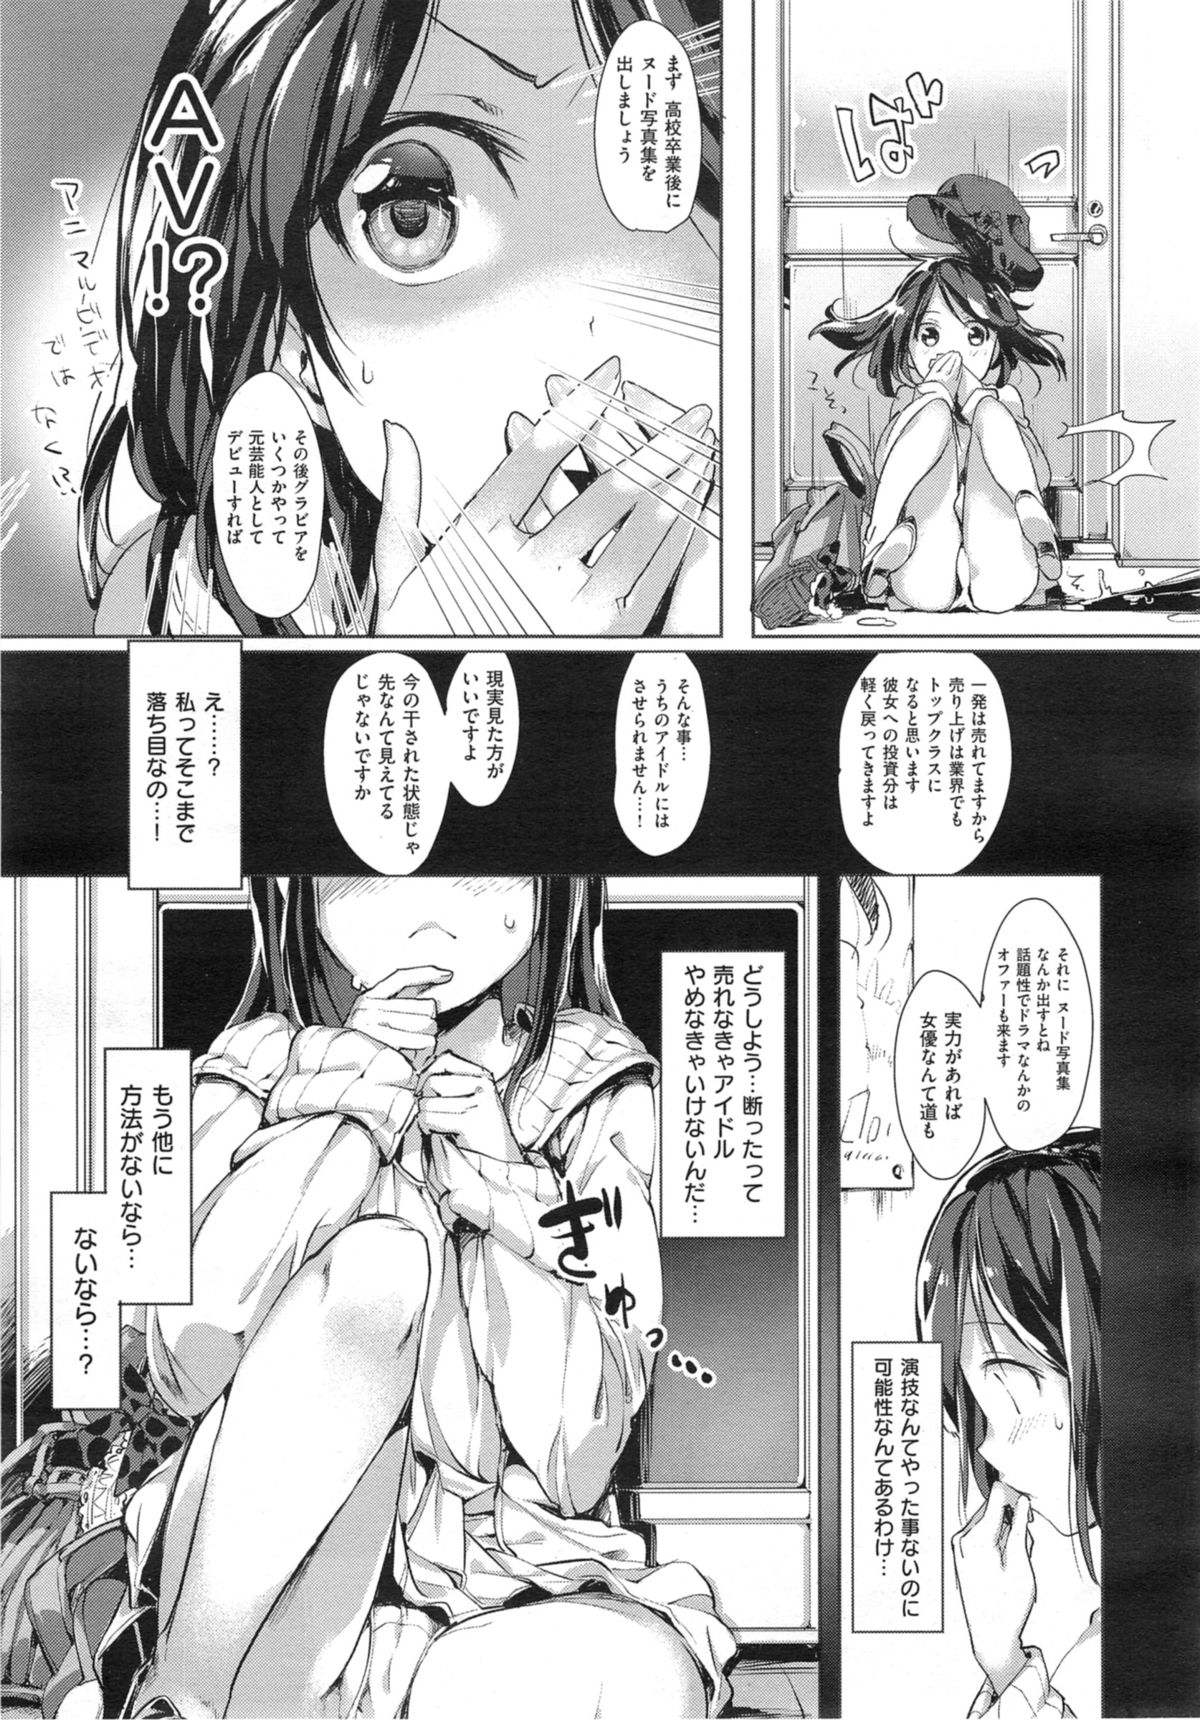 ばっ
まず 高校卒業後に
ヌード写真集を
出しましょう
こそっ
AV!?
アニマルビデオ
では
なく!?
その後グラビアを
いくつかやって
元芸能人として
デビューすれば
一発は売れてますから
売り上げは業界でも
トップクラスに
なると思います
彼女への投資分は
軽く戻ってきますよ
そんな事…
うちのアイドルには
させられません…!
現実見た方が
いいですよ
今の干された状態じゃ
先なんて見えてる
じゃないですか
え……?
私ってそこまで
落ち目なの…!
それに ヌード写真集
なんか出すとね
話題性でドラマなんかの
オファーも来ます
実力があれば
女優なんて道も
演技なんてやった事ないのに
可能性なんてあるわけ…
どうしよう…断ったって
売れなきゃアイドル
やめなきゃいけないんだ…
ぎゅっ…
もう他に
方法がないなら…
ないなら…?